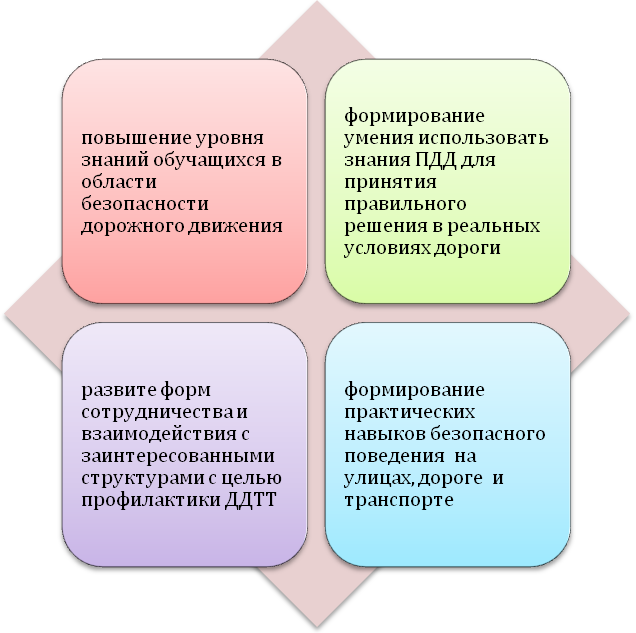 повышение уровня
знаний обучащихся в
области
безопасности
дорожного движения
формирование
умения использовать
знания ПДД для
принятия
правильного
решения в реальных
условиях дороги
развите форм
сотрудничества и
взаимодействия с
заинтересованными
структурами с целью
профилактики ДДТТ
формирование
практических
навыков безопасного
поведения на
улицах, дороге и
транспорте